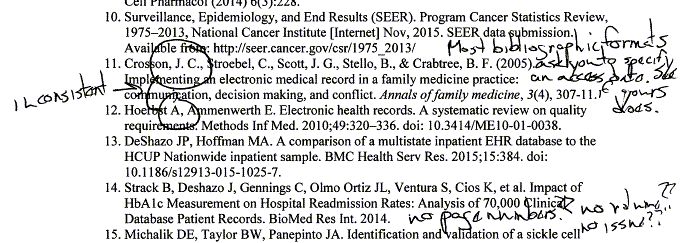 Cell Pharmacol (2014) 6(3):228.
10. Surveillance, Epidemiology, and End Results (SEER). Program Cancer Statistics Review,
1975–2013, National Cancer Institute [Internet] Nov, 2015. SEER data submission.
Available from: http://seer.cancer.gov/csr/1975_2013/
Most bibliographic formats
11. Crosson, J. C., Stroebel, C., Scott, J. G., Stello, B., & Crabtree, B. F. (2005).
ask you to specify
Implementing an electronic medical record in a family medicine practice:
an access date.
inconsistent
communication, decision making, and conflict. Annals of family medicine, 3(4), 307-11.
yours
does.
12. Hoerbst A, Ammenwerth E. Electronic health records. A systematic review on quality
requirements. Methods Inf Med. 2010;49:320–336. doi: 10.3414/ME10-01-0038.
13. DeShazo JP, Hoffman MA. A comparison of a multistate inpatient EHR database to the
HCUP Nationwide inpatient sample. BMC Health Serv Res. 2015;15:384. doi:
10.1186/s12913-015-1025-7.
14. Strack B, Deshazo J, Gennings C, Olmo Ortiz JL, Ventura S, Cios K, et al. Impact of
HbA1c Measurement on Hospital Readmission Rates: Analysis of 70,000 Clinical
no volume??
Database Patient Records. BioMed Res Int. 2014.
no page numbers?
no issue??
15. Michalik DE, Taylor BW, Panepinto JA. Identification and validation of a sickle cell